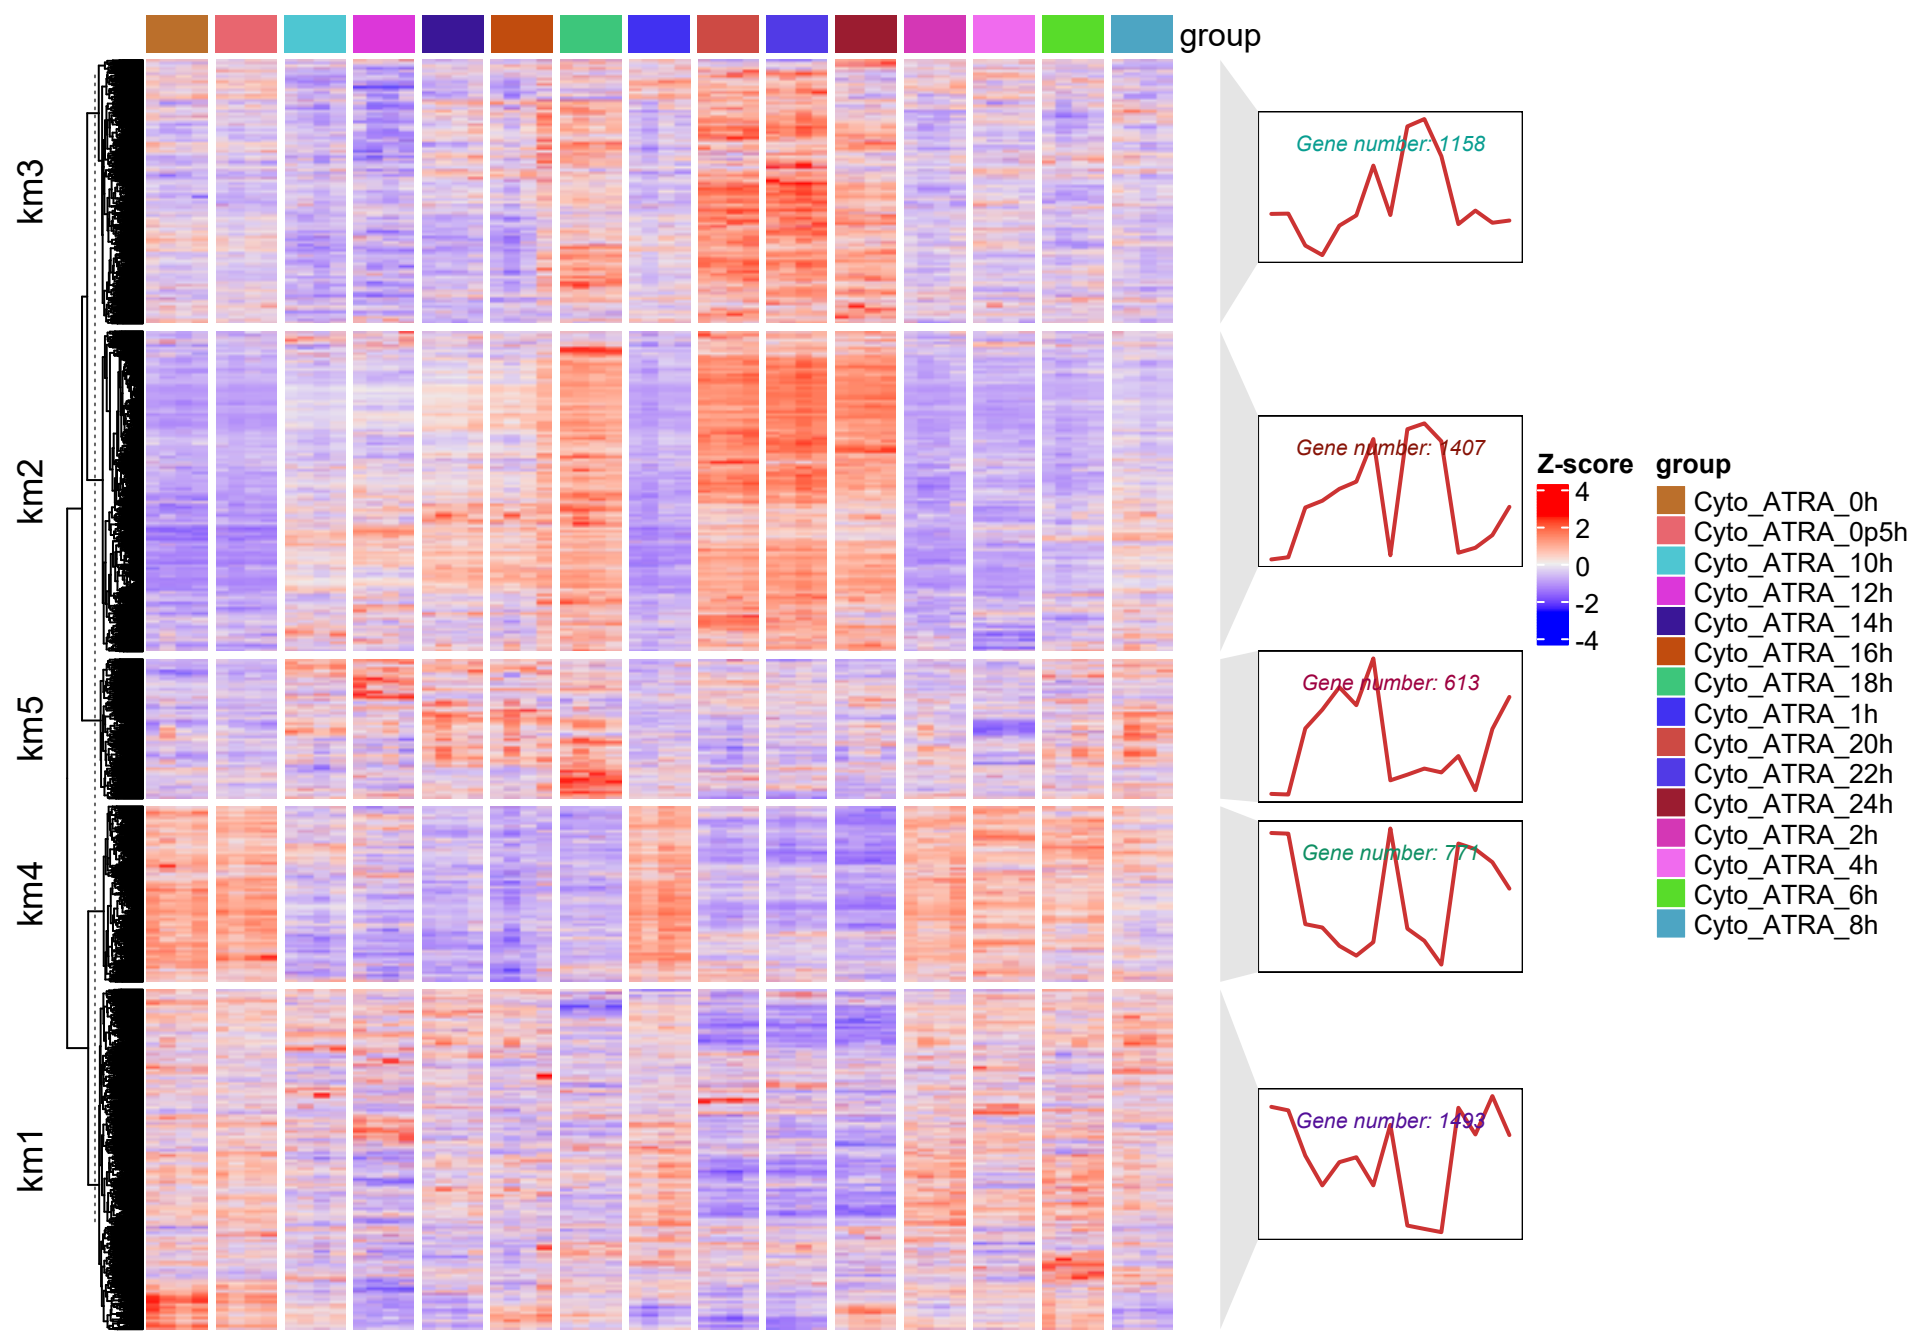 group
km3
km2
km5
km4
km1
Gene number: 1158
Gene number: 1407
Gene number: 613
Gene number: 771
Gene number: 1493
Z-score
4
2
0
-2
-4
group
Cyto_ATRA_0h
Cyto_ATRA_0p5h
Cyto_ATRA_10h
Cyto_ATRA_12h
Cyto_ATRA_14h
Cyto_ATRA_16h
Cyto_ATRA_18h
Cyto_ATRA_1h
Cyto_ATRA_20h
Cyto_ATRA_22h
Cyto_ATRA_24h
Cyto_ATRA_2h
Cyto_ATRA_4h
Cyto_ATRA_6h
Cyto_ATRA_8h